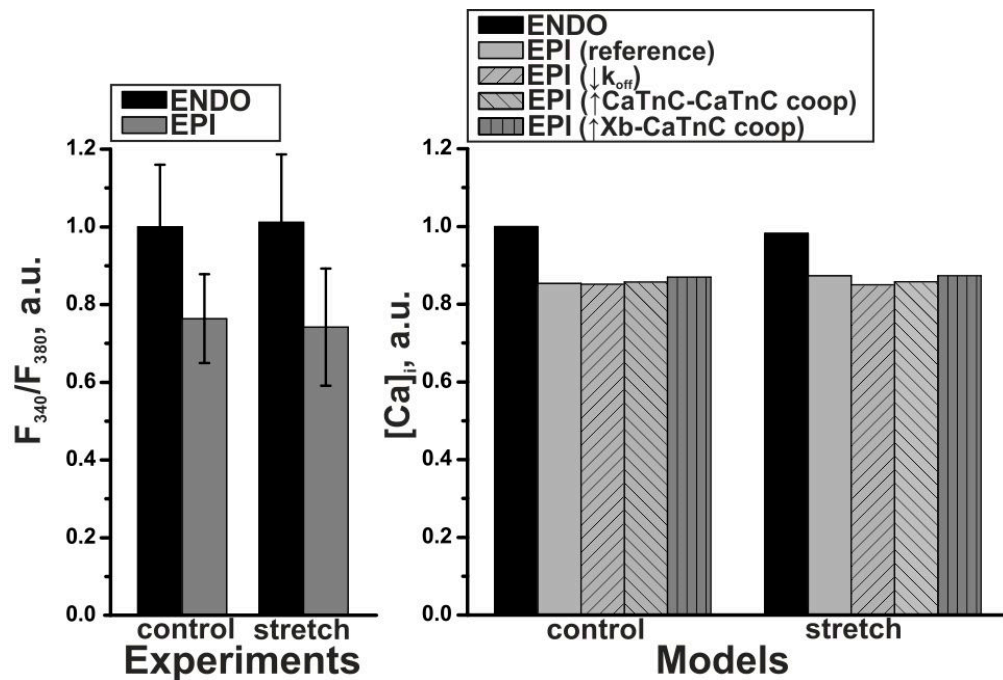 ENDO
EPI
F340/F380, a.u.
1.2
1.0
0.8
0.6
0.4
0.2
0.0
control stretch
Experiments
ENDO
EPI (reference)
EPI (↓koff)
EPI (↑CaTnC-CaTnC coop)
EPI (↑Xb-CaTnC coop)
[Ca]i, a.u.
1.2
1.0
0.8
0.6
0.4
0.2
0.0
control stretch
Models